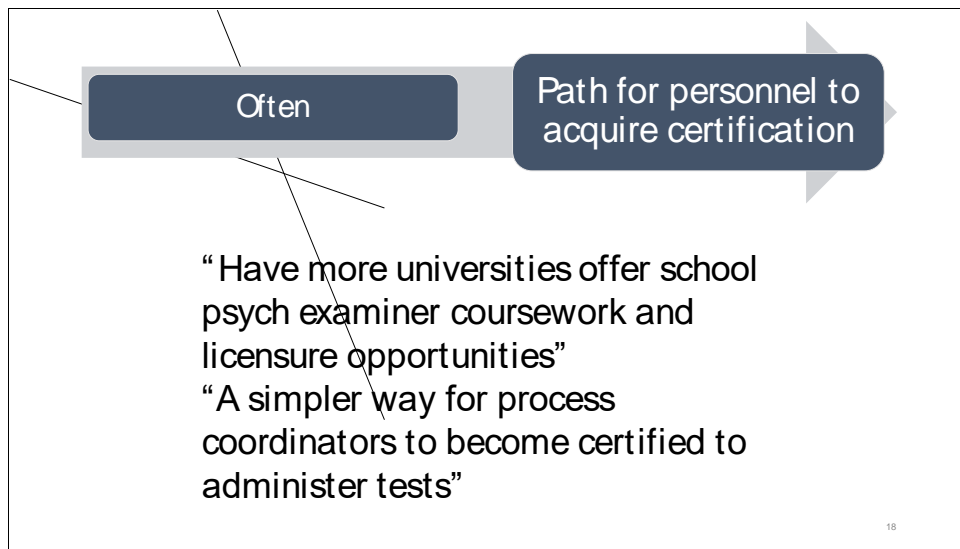 Often
Path for personnel to
acquire certification
“Have more universities offer school
psych examiner coursework and
licensure opportunities”
“A simpler way for process
coordinators to become certified to
administer tests”
18